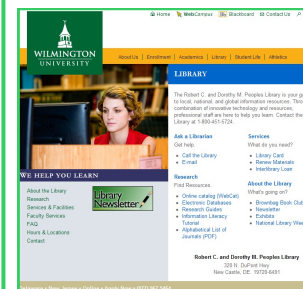 Home WebCampus Blackboard Contact Us
WILMINGTON
UNIVERSITY
About Us | Enrollment | Academics | Library | Student Life | Athletics
LIBRARY
The Robert C. and Dorothy M. Peoples Library is your
to local, national, and global information resources.
combination of innovative technology and resources,
professional staff are here to help you learn. Contact the
Library at 1-800-451-5724.
Ask a Librarian
Get help.
Call the Library
E-mail
Research
Find Resources.
Online catalog (WebCat)
Electronic Databases
Research Guides
Information Literacy
Tutorial
Alphabetical List of
Journals (PDF)
Services
What do you need?
Library Card
Renew Materials
Interlibrary Loan
About the Library
What's going on?
Brownbag Book Club
Newsletter
Exhibits
National Library
WE HELP YOU LEARN
About the Library
Research
Services & Facilities
Faculty Services
FAQ
Hours & Locations
Contact
Library
Newsletter
Robert C. and Dorothy M. Peoples Library
320 N. DuPont Hwy
New Castle, DE 19720-6491